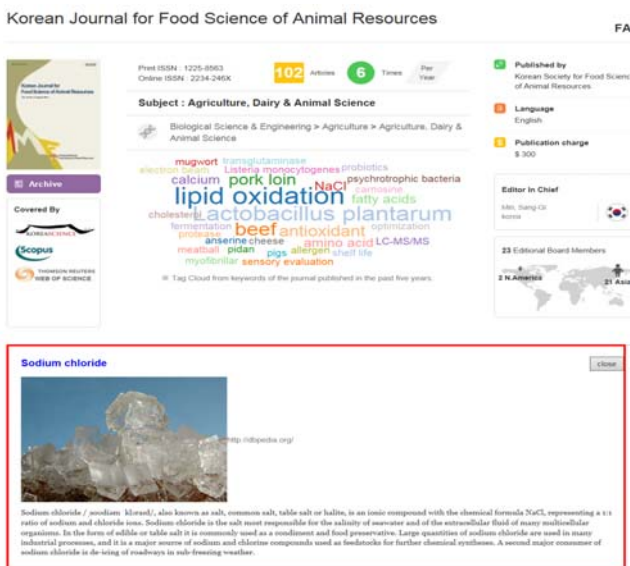 Korean Journal for Food Science of Animal Resources
FA
Print ISSN : 1225-8563
Online ISSN : 2234-246X
102 Articles
6 Times
Per Year
Subject : Agriculture, Dairy & Animal Science
Biological Science & Engineering > Agriculture > Agriculture, Dairy &
Animal Science
Archive
Covered By
KOREASCIENCE
Scopus
THOMSON REUTERS
WEB OF SCIENCE
mugwort transglutaminase
electron beam Listeria monocytogenes probiotics
calcium pork loin NaCl psychrotrophic bacteria
carnosine
lipid oxidation fatty acids
cholesterol Lactobacillus plantarum
fermentation beef antioxidant optimization
protease
anserine cheese amino acid LC-MS/MS
meatball pidan pigs allergen shelf life
myofibrillar sensory evaluation
※ Tag Cloud from keywords of the journal published in the past five years.
Published by
Korean Society for Food Scienc
of Animal Resources
Language
English
Publication charge
$ 300
Editor in Chief
Min, Sang-Gi
korea
23 Editional Board Members
2 N.America
21 Asia
Sodium chloride
close
http://dbpedia.org/
Sodium chloride
also known as salt, common salt, table salt or halite, is an ionic compound with the chemical formula NaCl, representing a 1:1
ratio of sodium and chloride ions. Sodium chloride is the salt most responsible for the salinity of seawater and of the extracellular fluid of many multicellular
organisms. In the form of edible or table salt it is commonly used as a condiment and food preservative. Large quantities of sodium chloride are used in many
industrial processes, and it is a major source of sodium and chlorine compounds used as feedstocks for further chemical syntheses. A second major consumer of
sodium chloride is de-icing of roadways in sub-freezing weather.